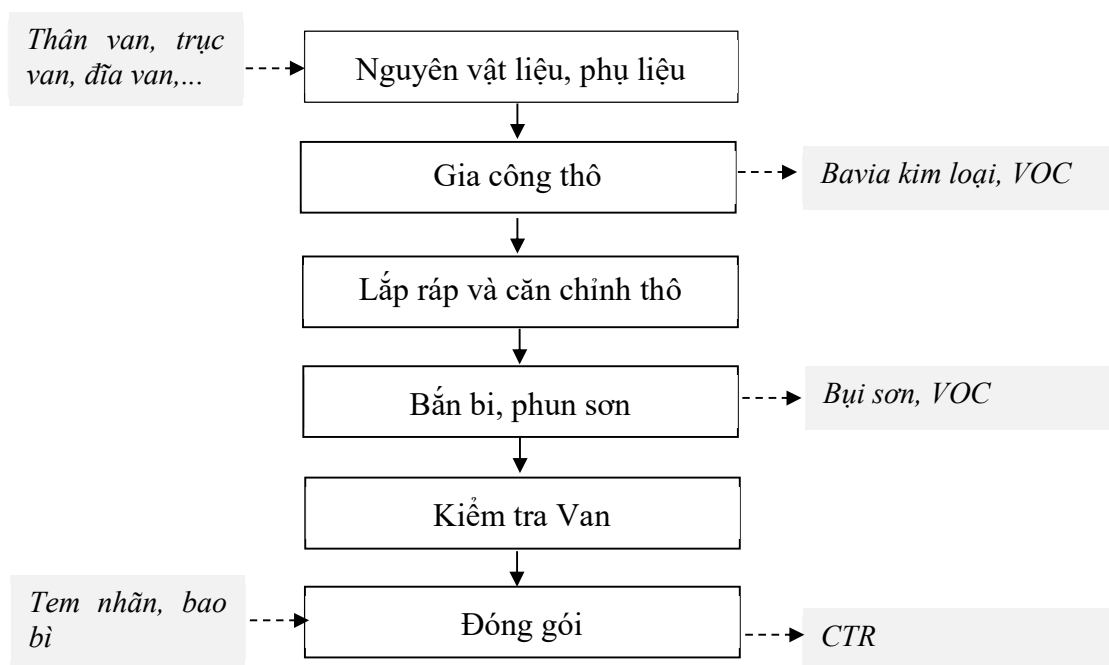 Thân van, trục
van, đĩa van,...
Nguyên vật liệu, phụ liệu
Gia công thô
Bavia kim loại, VOC
Lắp ráp và căn chỉnh thô
Bắn bi, phun sơn
Bụi sơn, VOC
Kiểm tra Van
Tem nhãn, bao
bì
Đóng gói
CTR